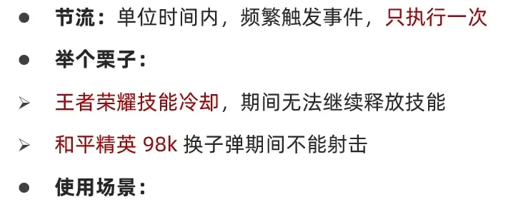 ● 节流：单位时间内，频繁触发事件，只执行一次
● 举个栗子：
➢ 王者荣耀技能冷却，期间无法继续释放技能
➢ 和平精英 98k 换子弹期间不能射击
● 使用场景：